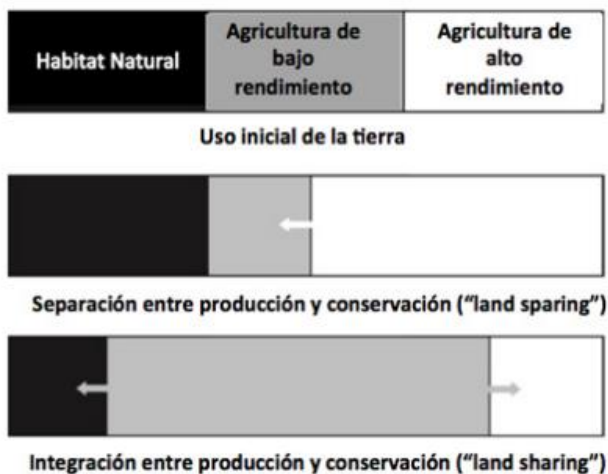 Habitat Natural
Agricultura de
bajo
rendimiento
Agricultura de
alto
rendimiento
Uso inicial de la tierra
Separación entre producción y conservación ("land sparing")
Integración entre producción y conservación ("land sharing")